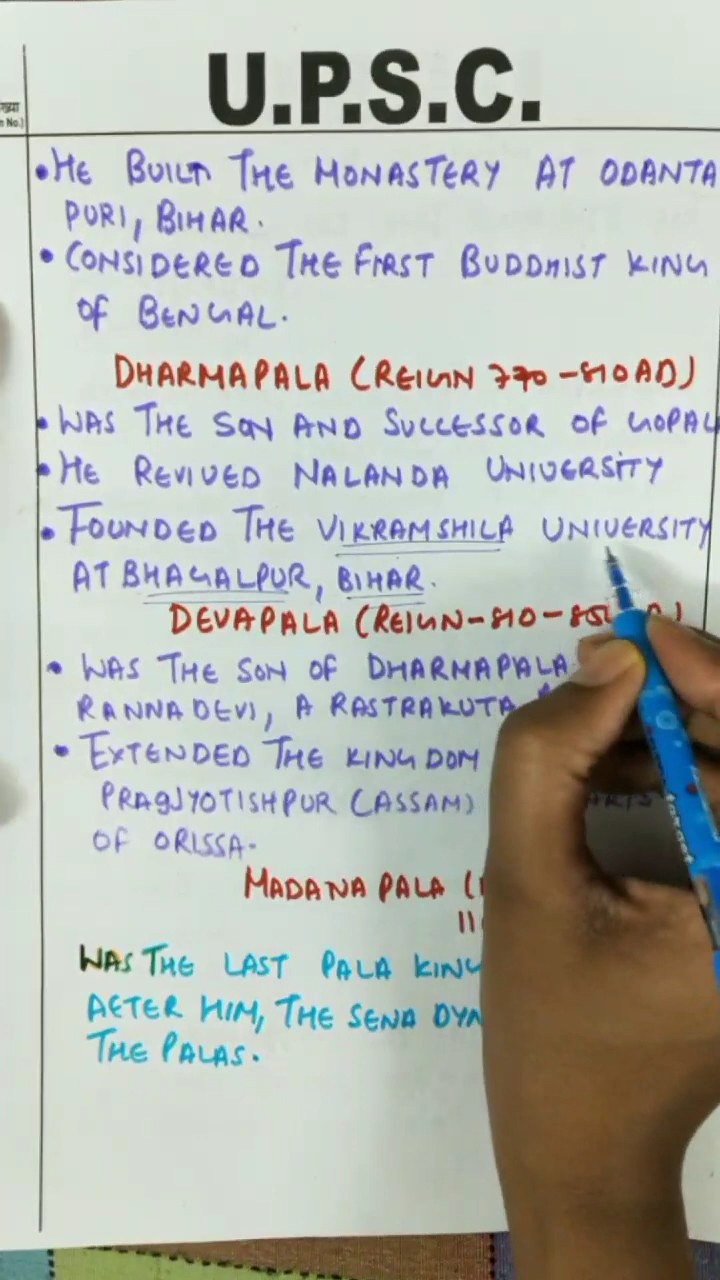 U.P.S.C.
ख्या
n No.)
•HE BUILT THE MONASTERY AT ODANTA
PURI, BIHAR.
• CONSIDERED THE FIRST BUDDHIST KING
OF BENGAL.
DHARMAPALA (REIGN 770-810AD)
• WAS THE SON AND SUCCESSOR OF GOPAL
• HE REVIVED NALANDA UNIVERSITY
• FOUNDED THE VIKRAMSHILA UNIVERSITY
AT BHAGALPUR, BIHAR.
DEVAPALA (REIGN-810-85
• WAS THE SON OF DHARMAPALA
RANNADEVI, A RASTRAKUTA
• EXTENDED THE KINGDOM
PRAGJYOTISHPUR (ASSAM)
OF ORISSA-
MADANA PALA (
11
WAS THE LAST PALA KING
AFTER HIM, THE SENA DYN
THE PALAS.